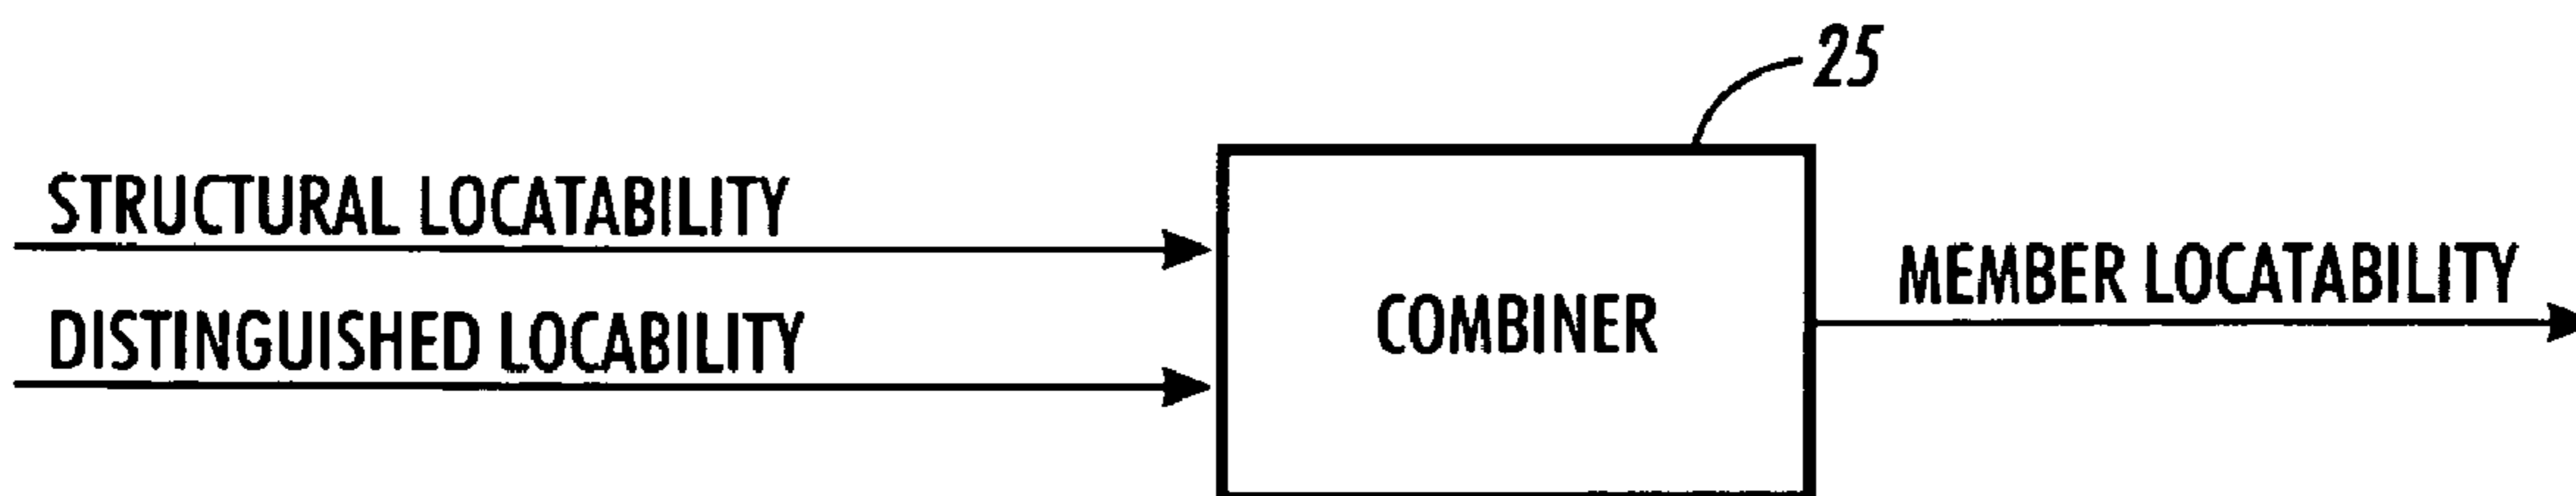 25
STRUCTURAL LOCATABILITY
DISTINGUISHED LOCABILITY
COMBINER
MEMBER LOCATABILITY